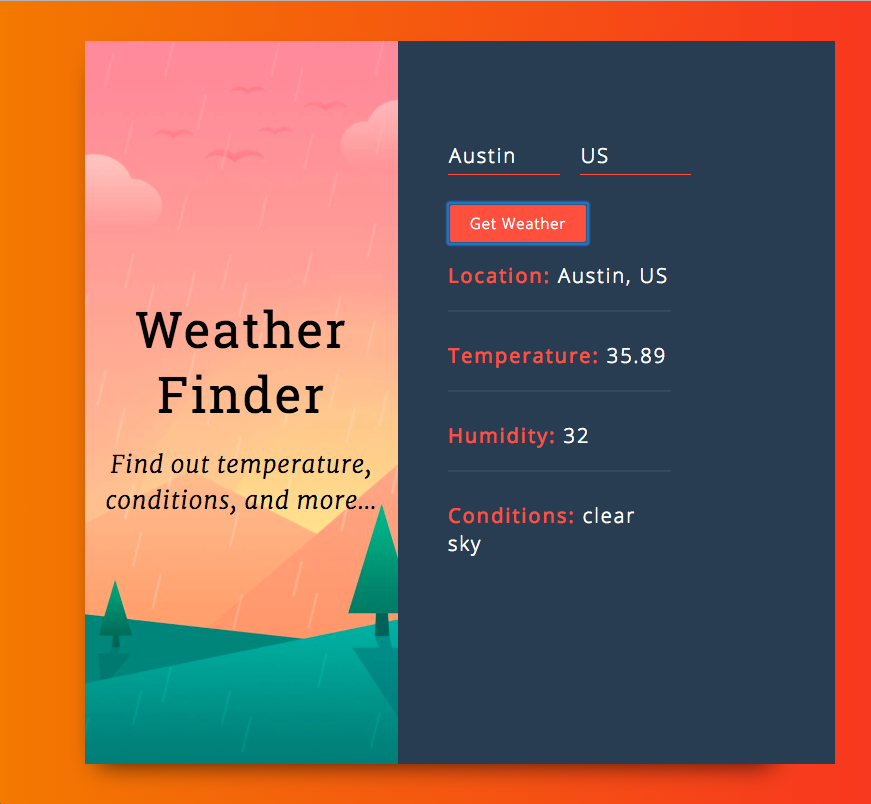 Weather
Finder
Find out temperature,
conditions, and more...
Austin US
Get Weather
Location: Austin, US
Temperature: 35.89
Humidity: 32
Conditions: clear
sky